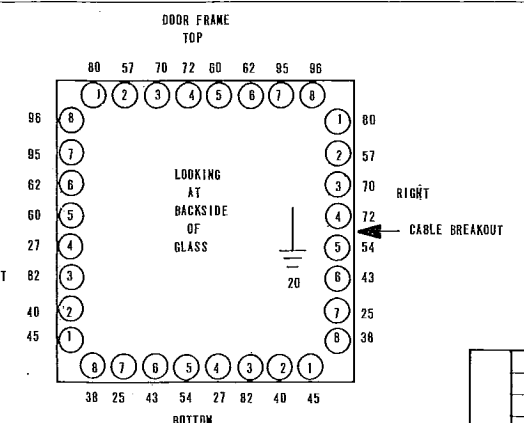 DOOR FRAME
TOP
80 57 70 72 60 62 95 96
1 2 3 4 5 6 7 8
96 8 1 80
95 7 2 57
62 6 3 70
LOOKING
AT
BACKSIDE
OF
GLASS
RIGHT
60 5 4 72
CABLE BREAKOUT
27 4 5 54
T 82 3 6 43
20
40 2 7 25
45 1 8 38
8 7 6 5 4 3 2 1
38 25 43 54 27 82 40 45
BOTTOM